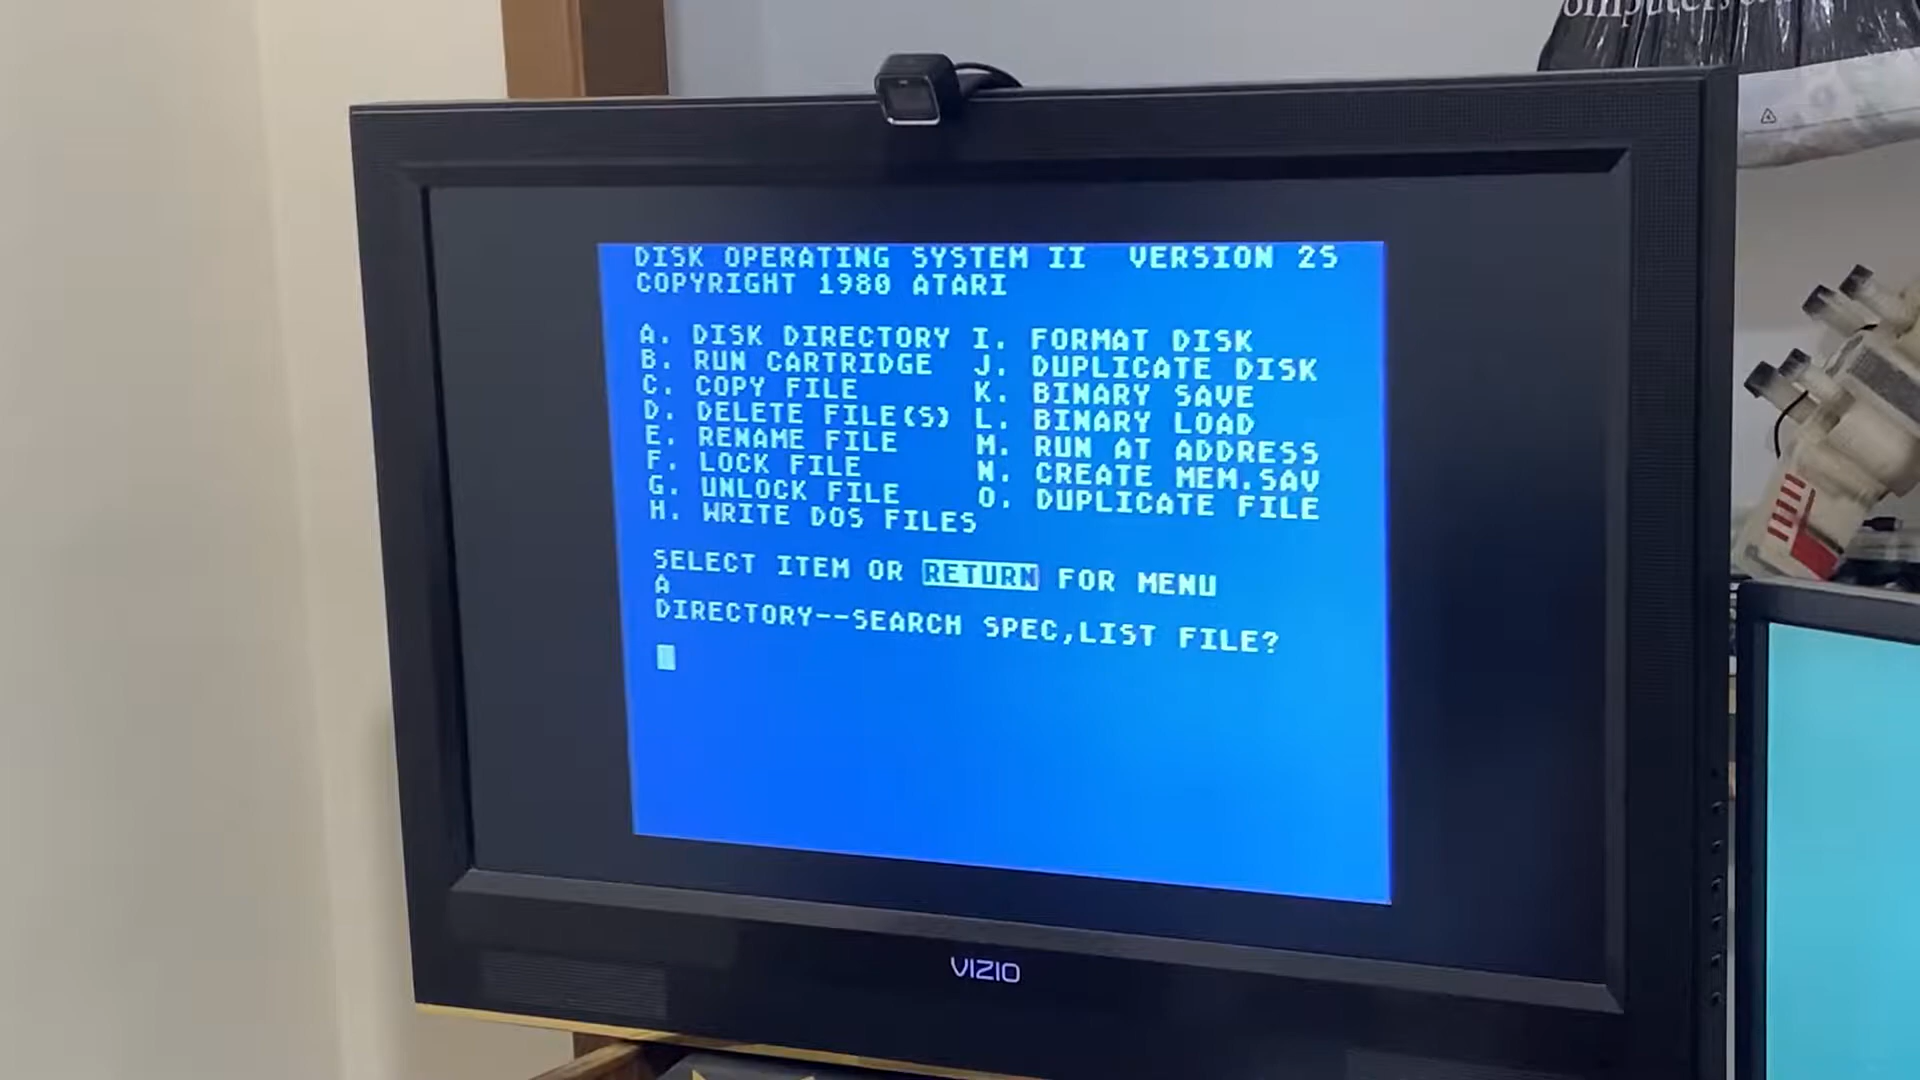 omputers
DISK OPERATING SYSTEM II VERSION 2S
COPYRIGHT 1980 ATARI
A. DISK DIRECTORY I. FORMAT DISK
B. RUN CARTRIDGE J. DUPLICATE DISK
C. COPY FILE K. BINARY SAVE
D. DELETE FILE(S) L. BINARY LOAD
E. RENAME FILE M. RUN AT ADDRESS
F. LOCK FILE N. CREATE MEM.SAV
G. UNLOCK FILE O. DUPLICATE FILE
H. WRITE DOS FILES
SELECT ITEM OR RETURN FOR MENU
A
DIRECTORY--SEARCH SPEC,LIST FILE?
VIZIO